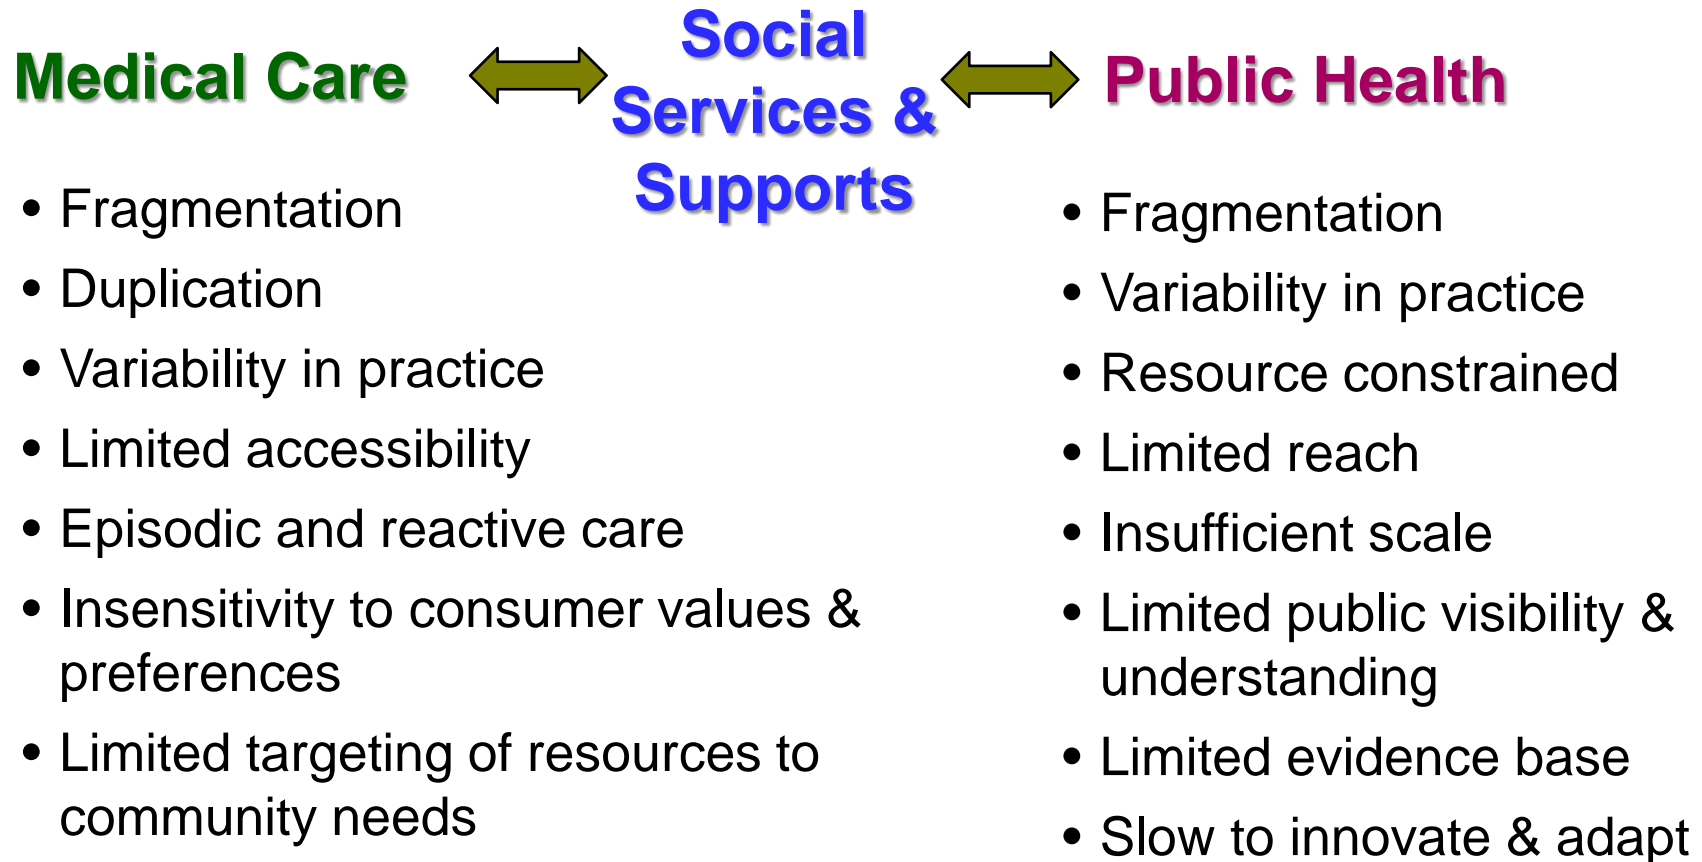 Medical Care
Social
Services &
Supports
Public Health
• Fragmentation
• Duplication
• Variability in practice
• Limited accessibility
• Episodic and reactive care
• Insensitivity to consumer values &
preferences
• Limited targeting of resources to
community needs
• Fragmentation
• Variability in practice
• Resource constrained
• Limited reach
• Insufficient scale
• Limited public visibility &
understanding
• Limited evidence base
• Slow to innovate & adapt